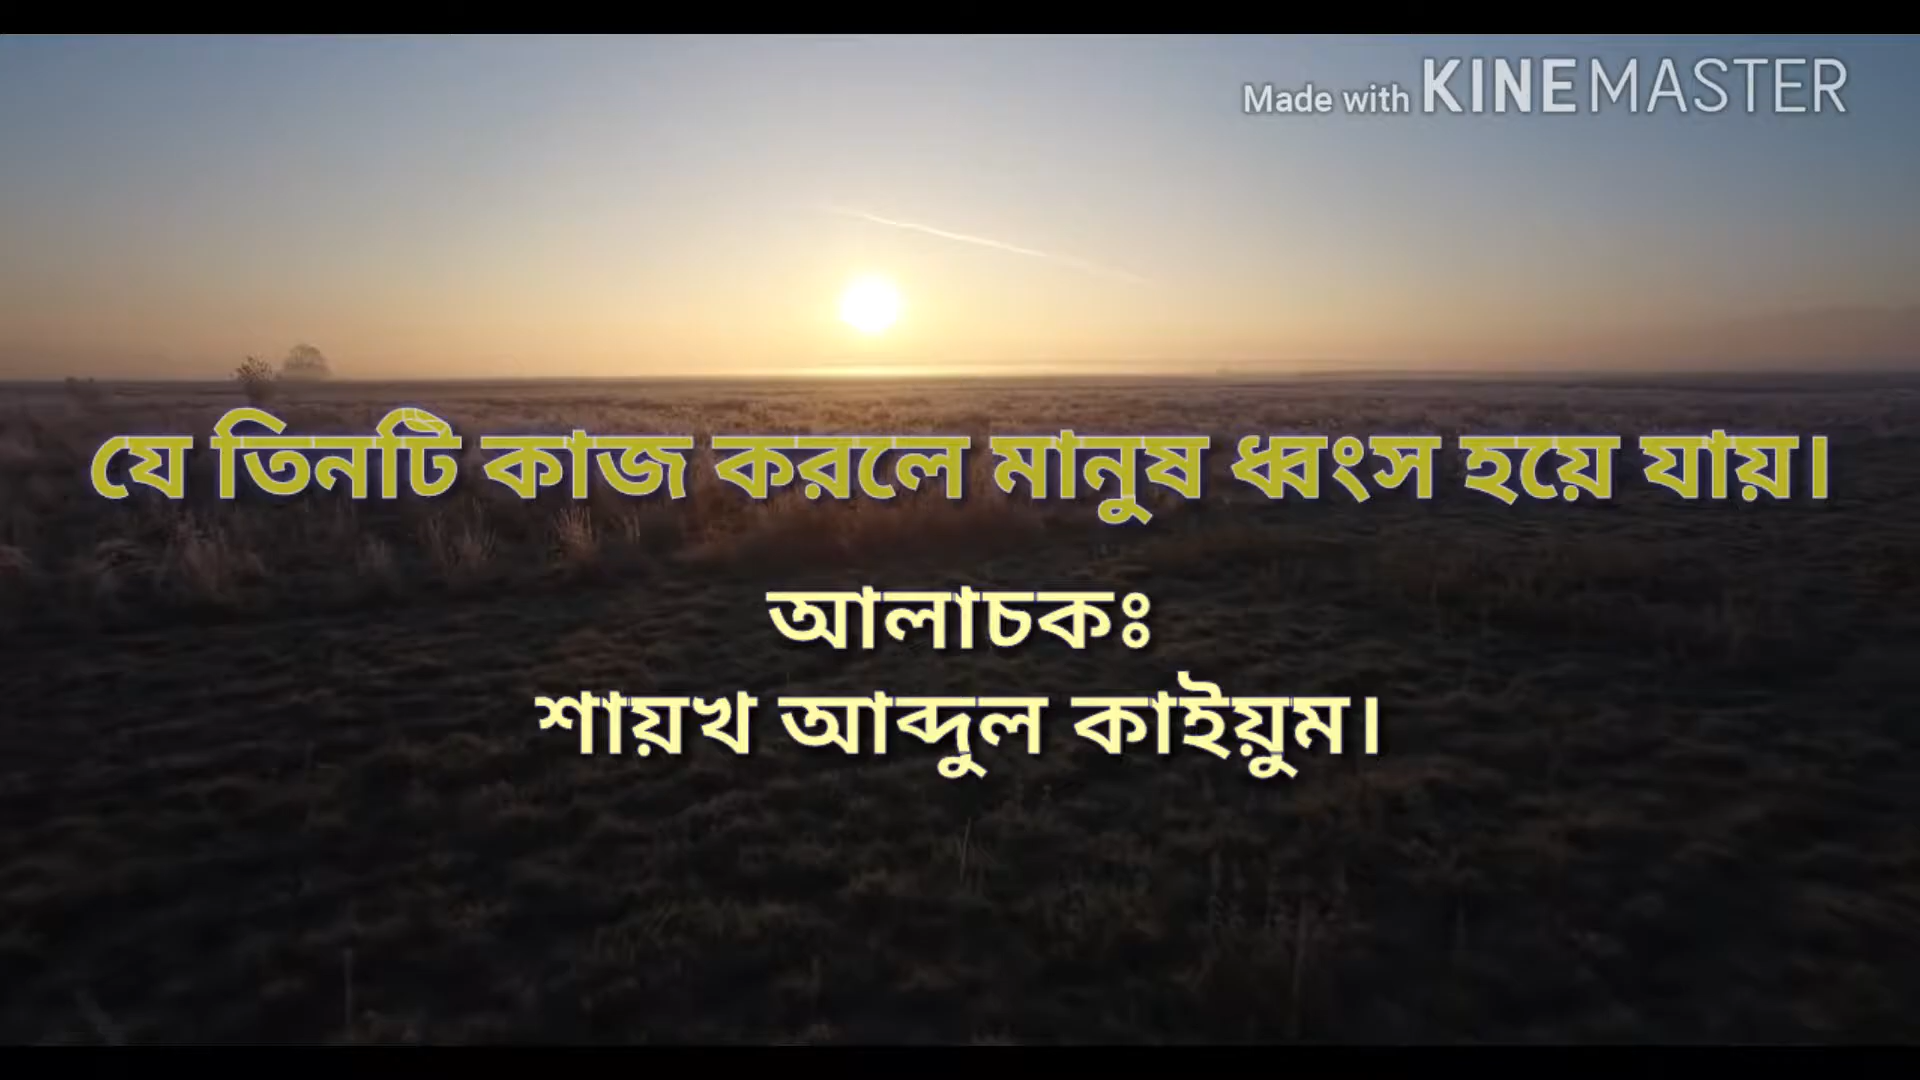 Made with KINEMASTER
যে তিনটি কাজ করলে মানুষ ধ্বংস হয়ে যায়।
আলাচকঃ
শায়খ আব্দুল কাইয়ুম।